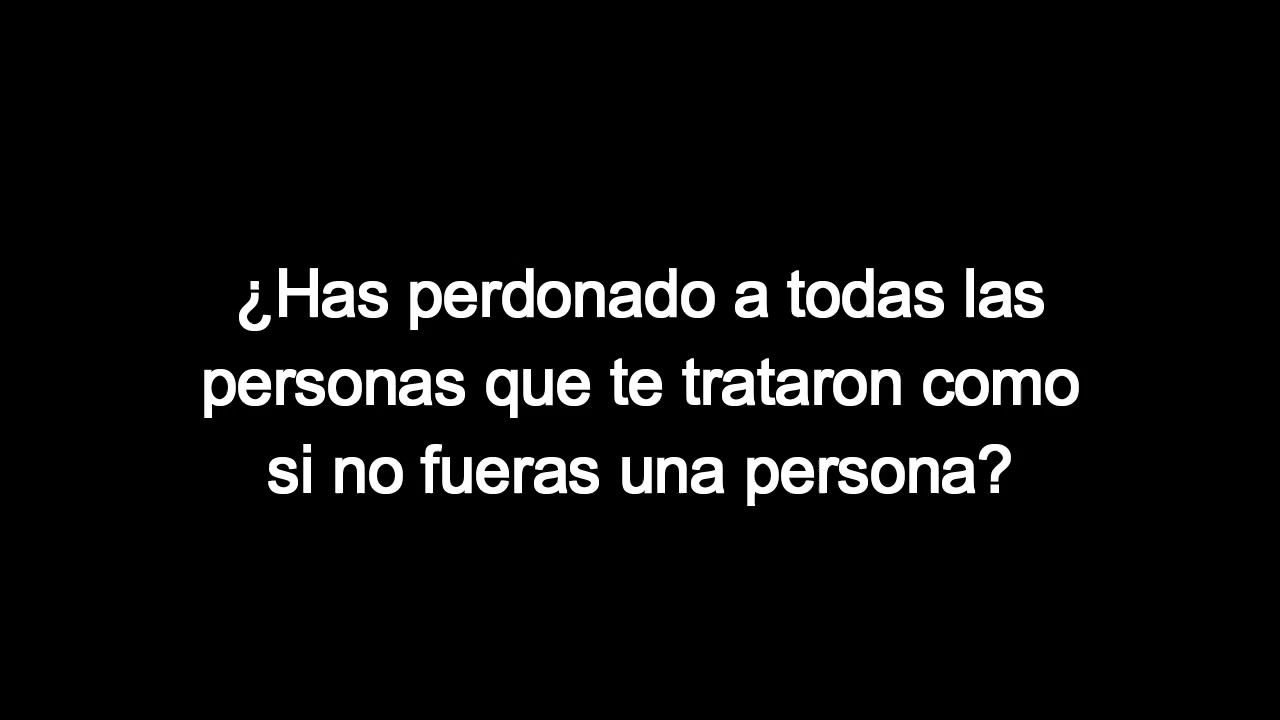 ¿Has perdonado a todas las
personas que te trataron como
si no fueras una persona?